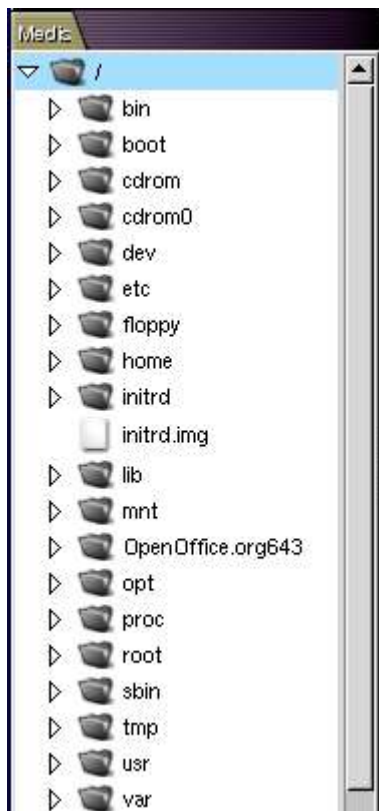 Media
/
bin
boot
cdrom
cdrom0
dev
etc
floppy
home
initrd
initrd.img
lib
mnt
OpenOffice.org643
opt
proc
root
sbin
tmp
usr
var